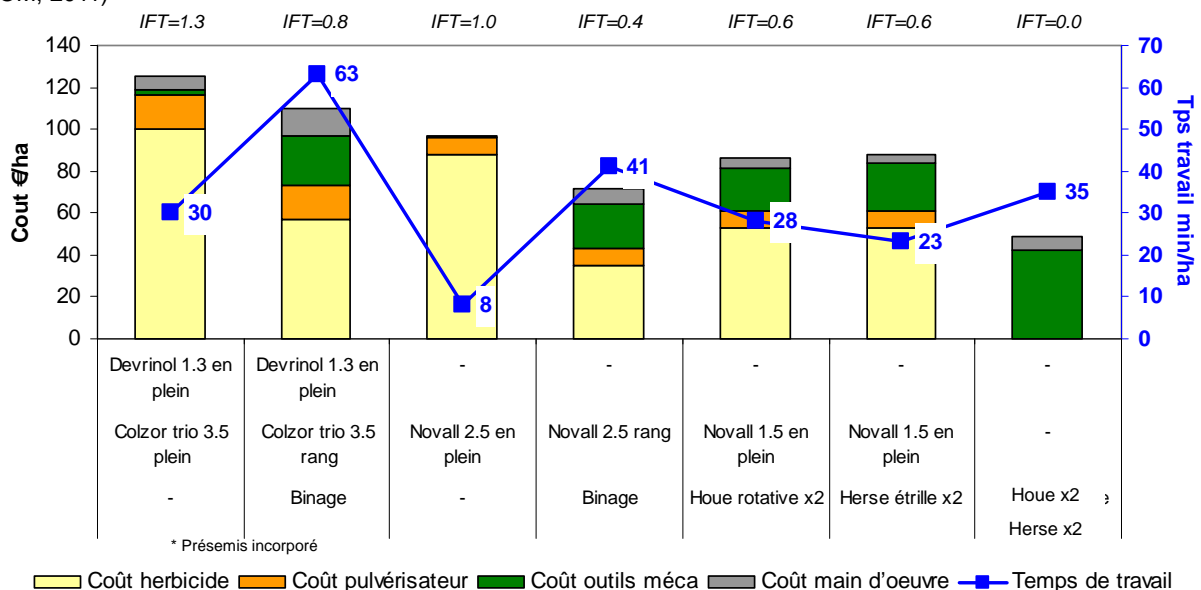 IFT=1.3 IFT=0.8 IFT=1.0 IFT=0.4 IFT=0.6 IFT=0.6 IFT=0.0
Cout €/ha
140
120
100
80
60
40
20
0
30
63
8
41
28
23
35
70
60
50
40
30
20
10
0
Tps travail min/ha
Devrinol 1.3 en plein
Devrinol 1.3 en plein
-
-
-
-
-
Colzor trio 3.5 plein
Colzor trio 3.5 rang
Novall 2.5 en plein
Novall 2.5 rang
Novall 1.5 en plein
Novall 1.5 en plein
-
-
Binage
-
Binage
Houe rotative x2
Herse étrille x2
Houe x2
Herse x2
* Présemis incorporé
Coût herbicide Coût pulvérisateur Coût outils méca Coût main d'oeuvre Temps de travail